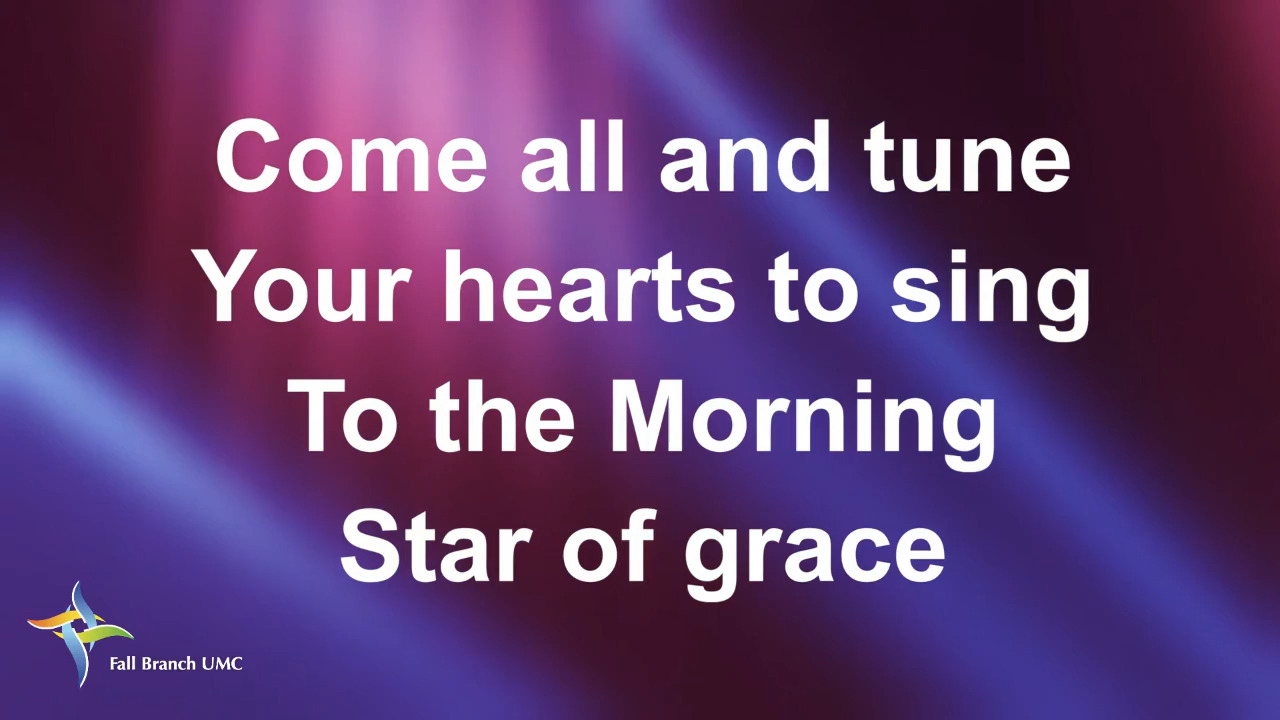 Come all and tune
Your hearts to sing
To the Morning
Star of grace
Fall Branch UMC